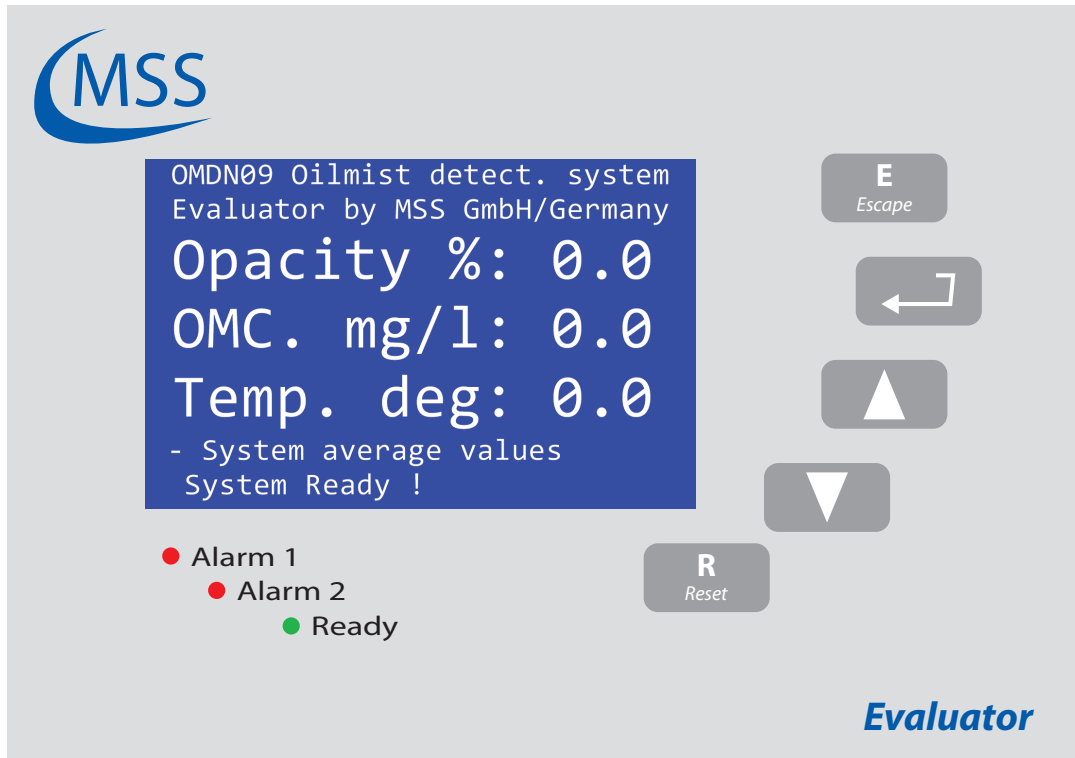 MSS
OMDN09 Oilmist detect. system
Evaluator by MSS GmbH/Germany
Opacity %: 0.0
OMC. mg/l: 0.0
Temp. deg: 0.0
- System average values
System Ready !
E
Escape
R
Reset
Alarm 1
Alarm 2
Ready
Evaluator